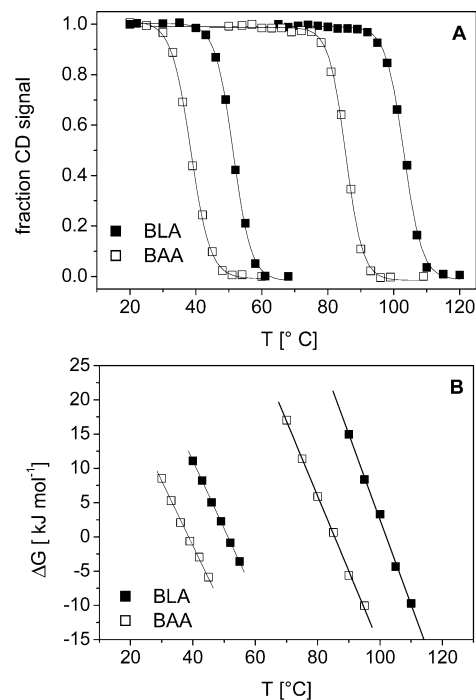 A
fraction CD signal
1.0
0.8
0.6
0.4
0.2
0.0
BLA
BAA
20 40 60 80 100 120
T [° C]
B
ΔG [ kJ mol⁻¹]
25
20
15
10
5
0
-5
-10
-15
BLA
BAA
20 40 60 80 100 120
T [°C]